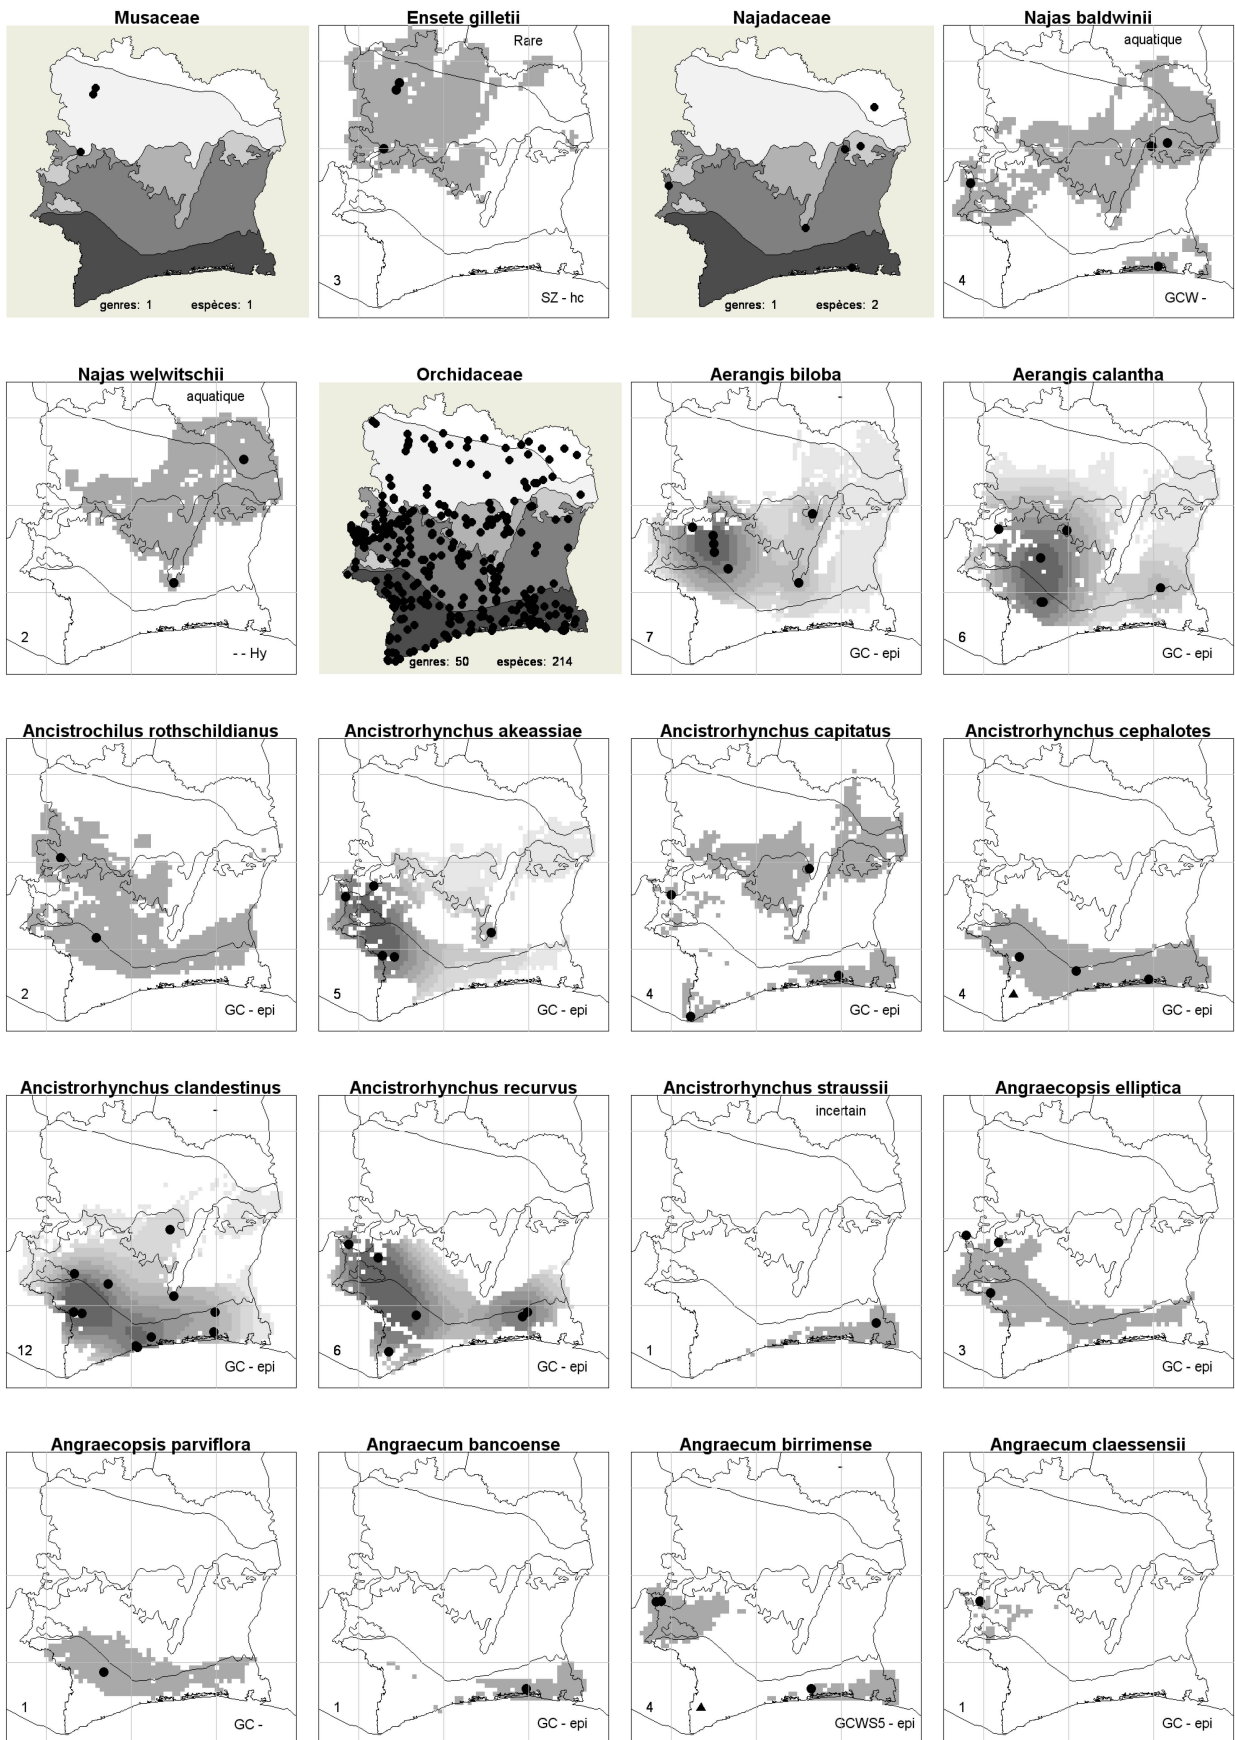 Musaceae
genres: 1 espèces: 1
Ensete gilletii
Rare
3
SZ - hc
Najadaceae
genres: 1 espèces: 2
Najas baldwinii
aquatique
4
GCW -
Najas welwitschii
aquatique
2
- - Hy
Orchidaceae
genres: 50 espèces: 214
Aerangis biloba
-
7
GC - epi
Aerangis calantha
6
GC - epi
Ancistrochilus rothschildianus
2
GC - epi
Ancistrorhynchus akeassiae
5
GC - epi
Ancistrorhynchus capitatus
4
GC - epi
Ancistrorhynchus cephalotes
4
GC - epi
Ancistrorhynchus clandestinus
-
12
GC - epi
Ancistrorhynchus recurvus
6
GC - epi
Ancistrorhynchus straussii
incertain
1
GC - epi
Angraecopsis elliptica
3
GC - epi
Angraecopsis parviflora
1
GC -
Angraecum bancoense
1
GC - epi
Angraecum birrimense
-
4
GCWS5 - epi
Angraecum claessensii
1
GC - epi